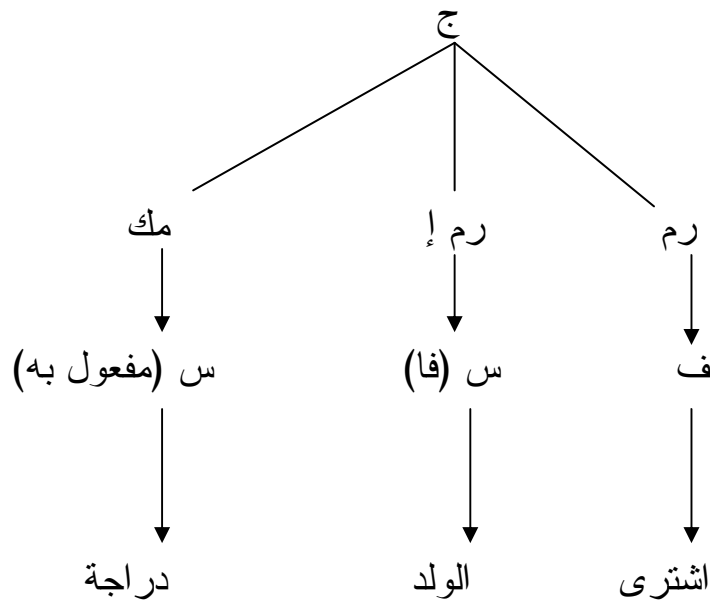 ج
رم رم إ مك
ف س (فا) س (مفعول به)
اشترى الولد دراجة